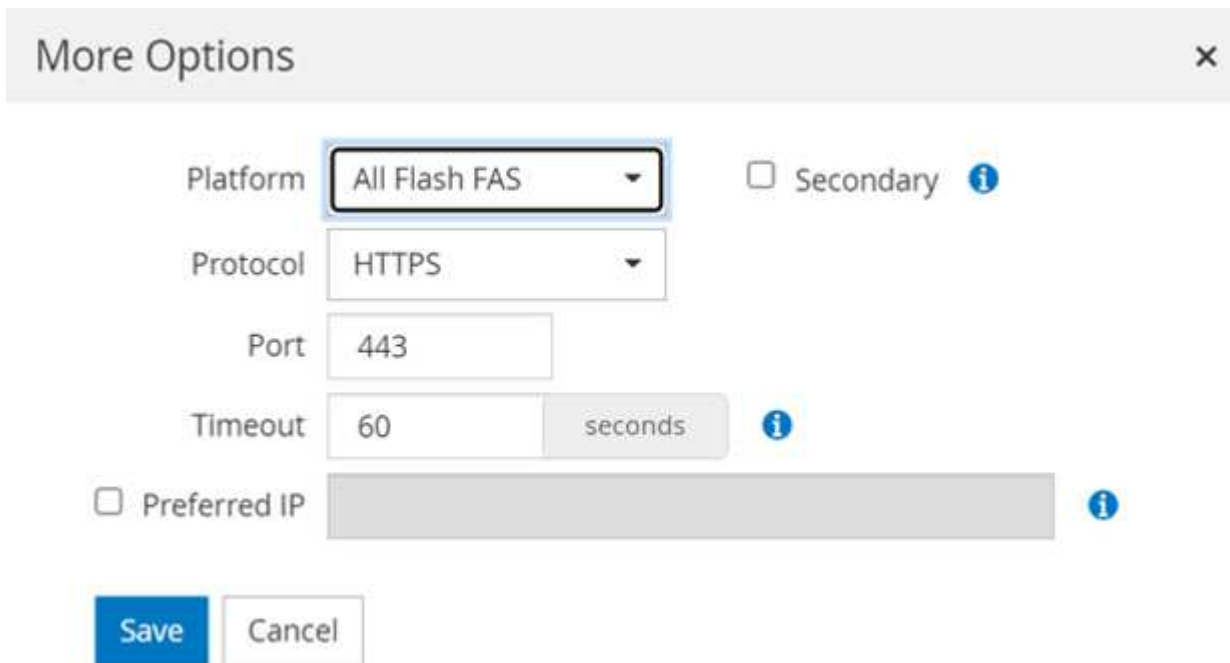 More Options ×
Platform All Flash FAS Secondary
Protocol HTTPS
Port 443
Timeout 60 seconds
Preferred IP
Save Cancel